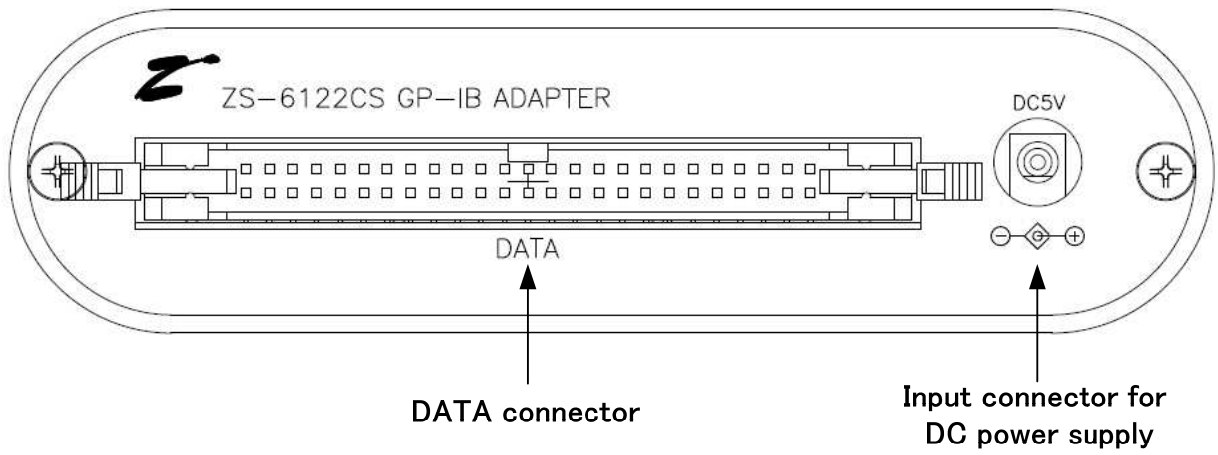 ZS-6122CS GP-IB ADAPTER
DC5V
DATA
DATA connector
Input connector for
DC power supply